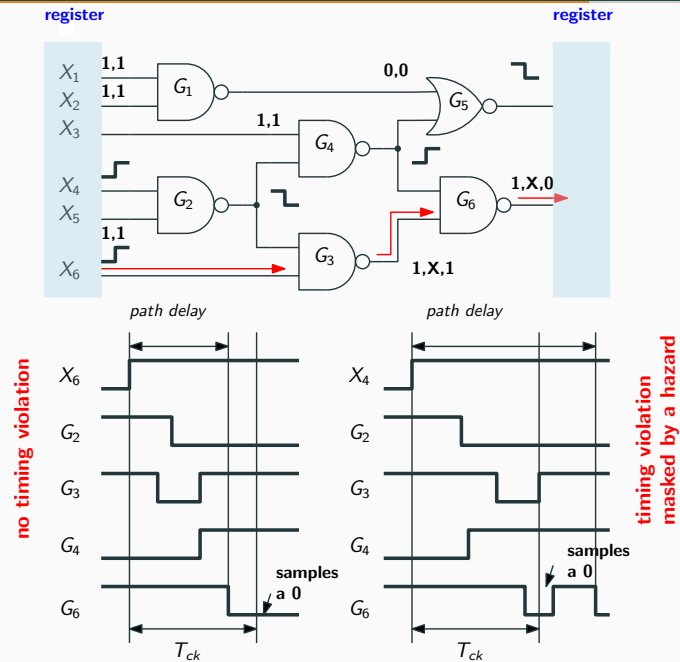 register register
1,1
X1
1,1
X2
0,0
G1
G5
X3
1,1
G4
X4
X5
G2
G6
1,X,0
1,1
G3
X6
1,X,1
path delay path delay
no timing violation
timing violation
masked by a hazard
X6 X4
G2 G2
G3 G3
G4 G4
samples
a 0
samples
a 0
G6 G6
Tck Tck